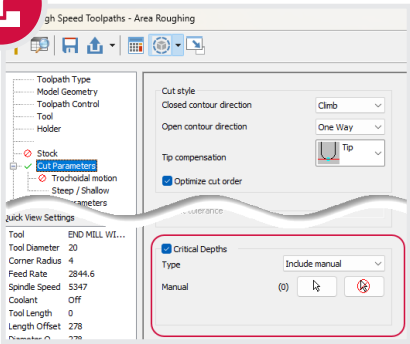 gh Speed Toolpaths - Area Roughing
Toolpath Type
Model Geometry
Toolpath Control
Tool
Holder
Stock
Cut Parameters
Trochoidal motion
Steep / Shallow
Quick View Settings
Tool END MILL WI...
Tool Diameter 20
Corner Radius 4
Feed Rate 2844.6
Spindle Speed 5347
Coolant Off
Tool Length 0
Length Offset 278
Cut style
Closed contour direction Climb
Open contour direction One Way
Tip compensation Tip
Optimize cut order
Critical Depths
Type Include manual
Manual (0)